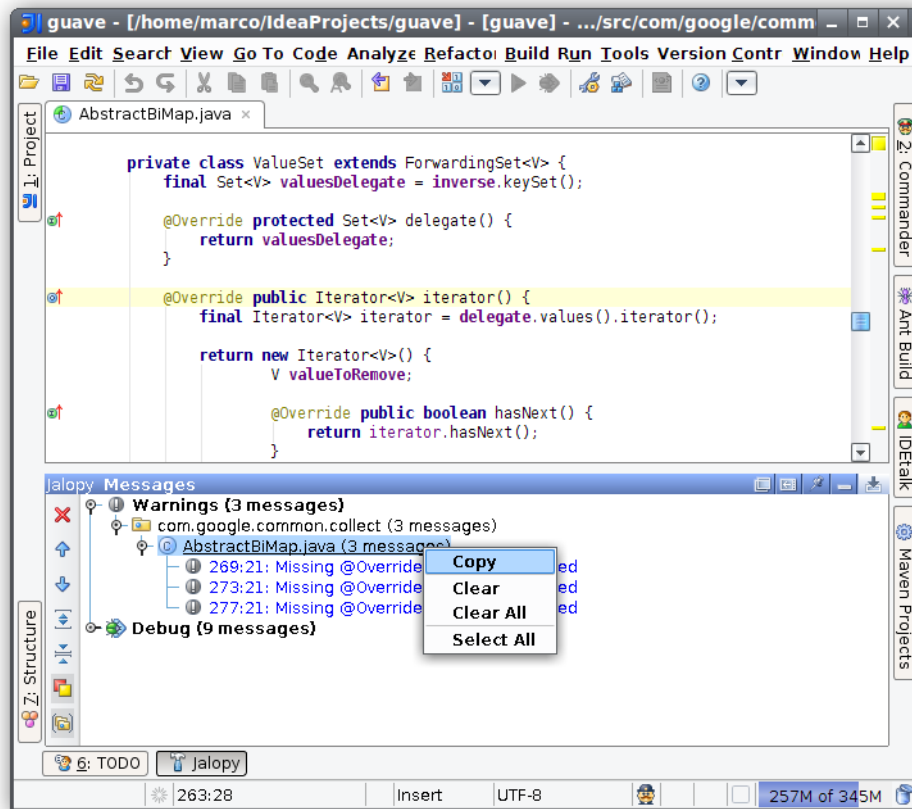 guave - [/home/marco/IdeaProjects/guave] - [guave] - .../src/com/google/comm
File Edit Search View Go To Code Analyze Refactor Build Run Tools Version Contr Window Help
AbstractBiMap.java ×
1: Project
private class ValueSet extends ForwardingSet<V> {
final Set<V> valuesDelegate = inverse.keySet();
@Override protected Set<V> delegate() {
return valuesDelegate;
}
@Override public Iterator<V> iterator() {
final Iterator<V> iterator = delegate.values().iterator();
return new Iterator<V>() {
V valueToRemove;
@Override public boolean hasNext() {
return iterator.hasNext();
}
2: Commander
Ant Build
IDEtalk
Maven Projects
Jalopy Messages
Warnings (3 messages)
com.google.common.collect (3 messages)
AbstractBiMap.java (3 messages)
269:21: Missing @Override ed
273:21: Missing @Override ed
277:21: Missing @Override ed
Debug (9 messages)
Copy
Clear
Clear All
Select All
7: Structure
6: TODO Jalopy
263:28 Insert UTF-8 257M of 345M